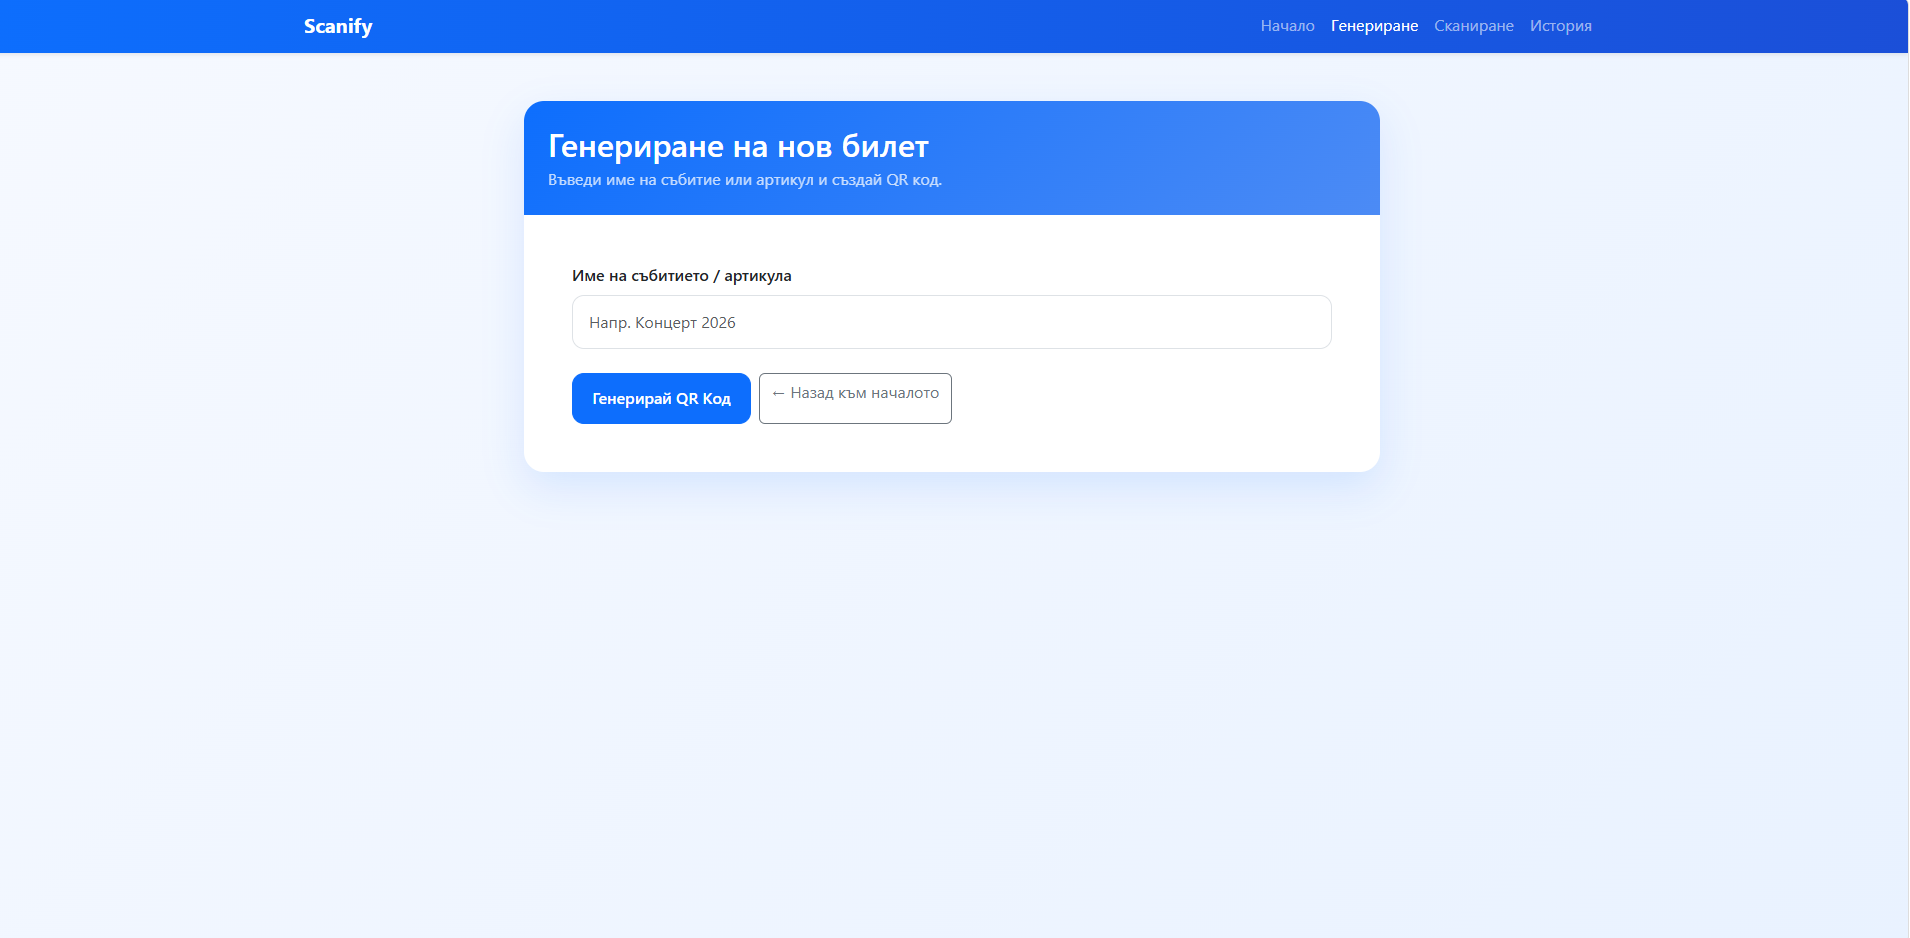 Scanify
Начало Генериране Сканиране История
Генериране на нов билет
Въведи име на събитие или артикул и създай QR код.
Име на събитието / артикула
Напр. Концерт 2026
Генерирай QR Код
← Назад към началото